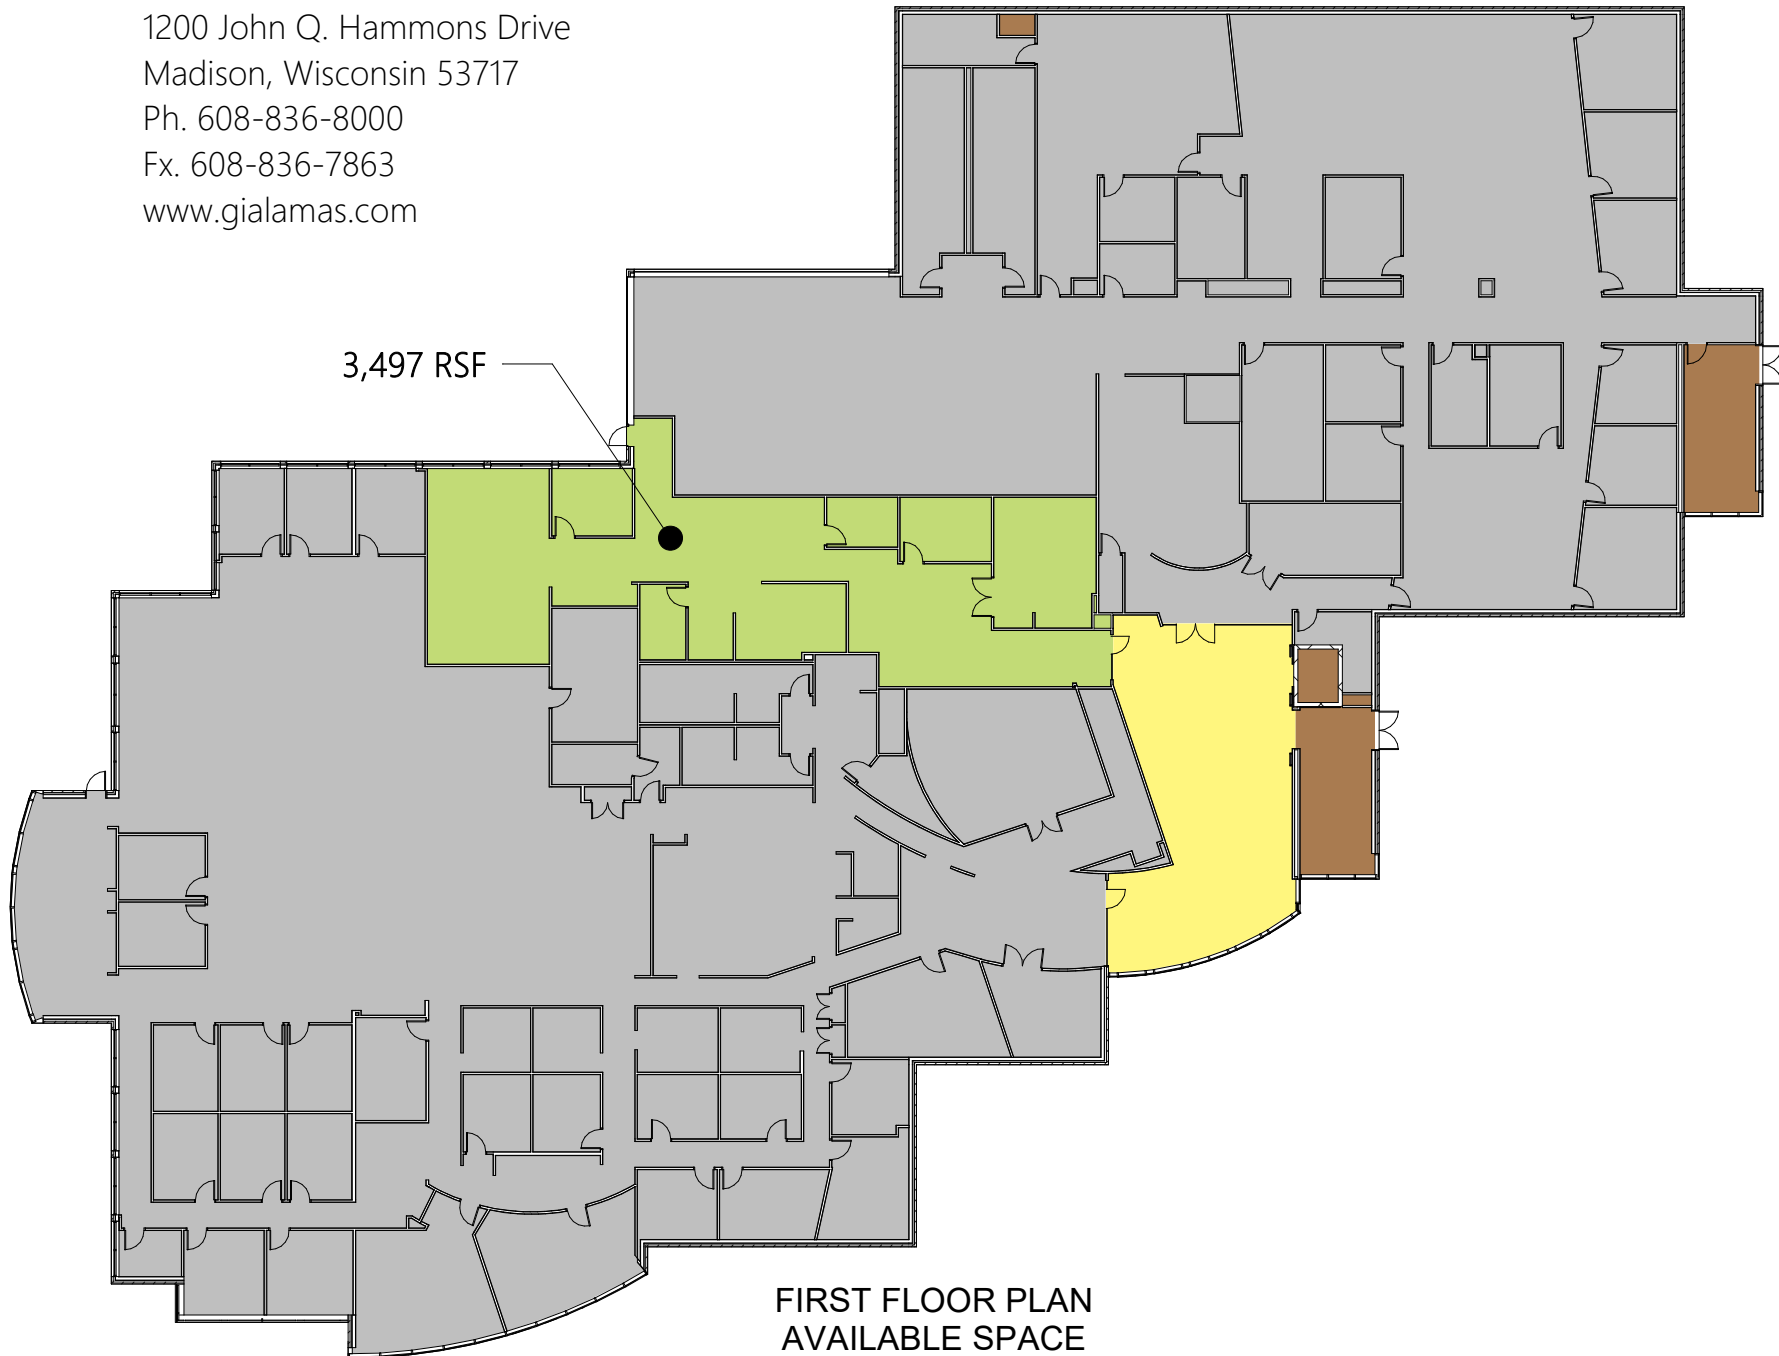 1200 John Q. Hammons Drive
Madison, Wisconsin 53717
Ph. 608-836-8000
Fx. 608-836-7863
www.gialamas.com
3,497 RSF
FIRST FLOOR PLAN
AVAILABLE SPACE